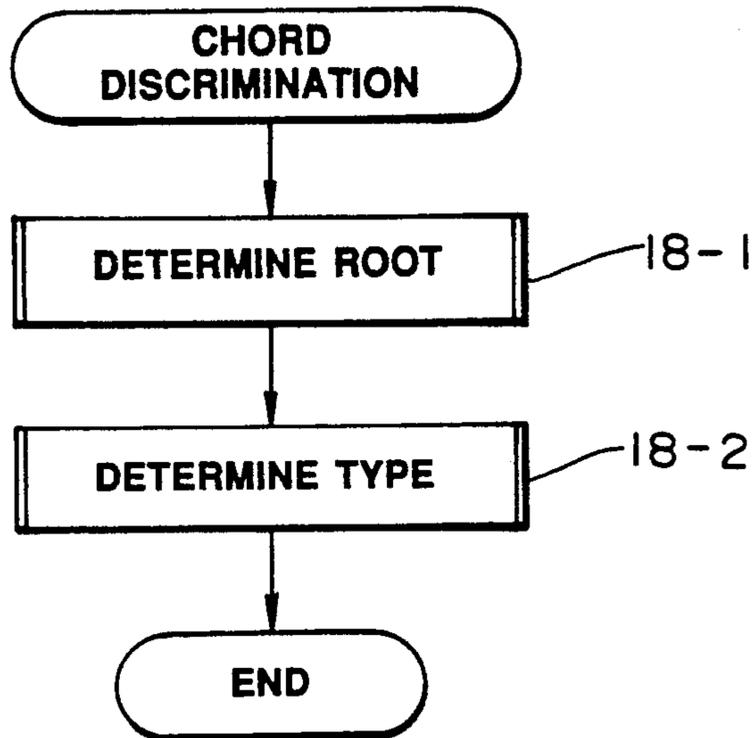 CHORD
DISCRIMINATION
DETERMINE ROOT
18-1
DETERMINE TYPE
18-2
END